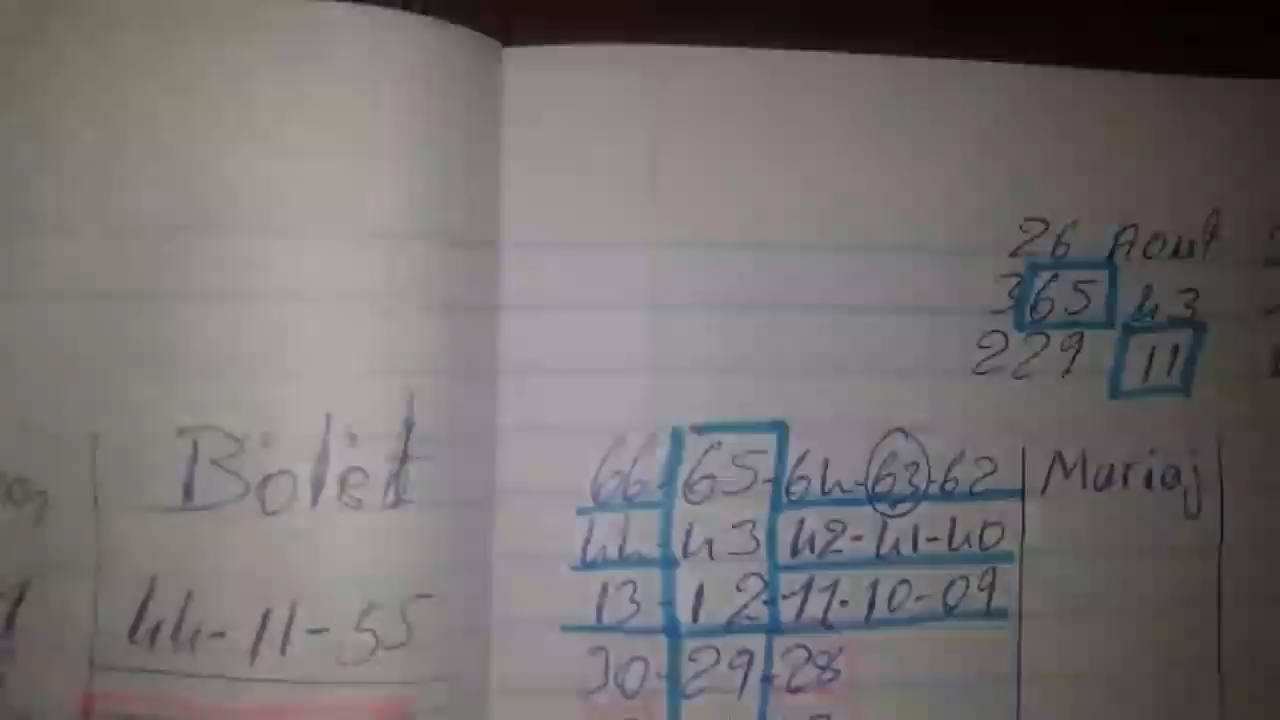 Bolèt
44-11-55
26 Aout
365 43
229 11
66-65-64-63-62
44-43-42-41-40
13-12-11-10-09
30-29-28
Mariaj